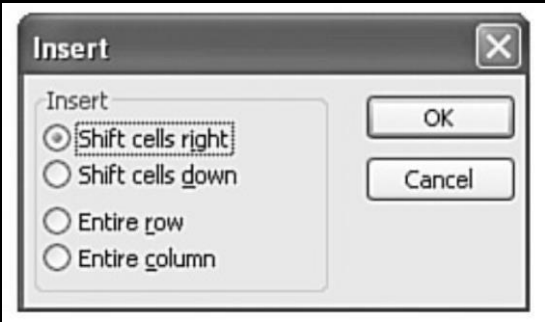 Insert
Insert
Shift cells right
Shift cells down
Entire row
Entire column
OK
Cancel